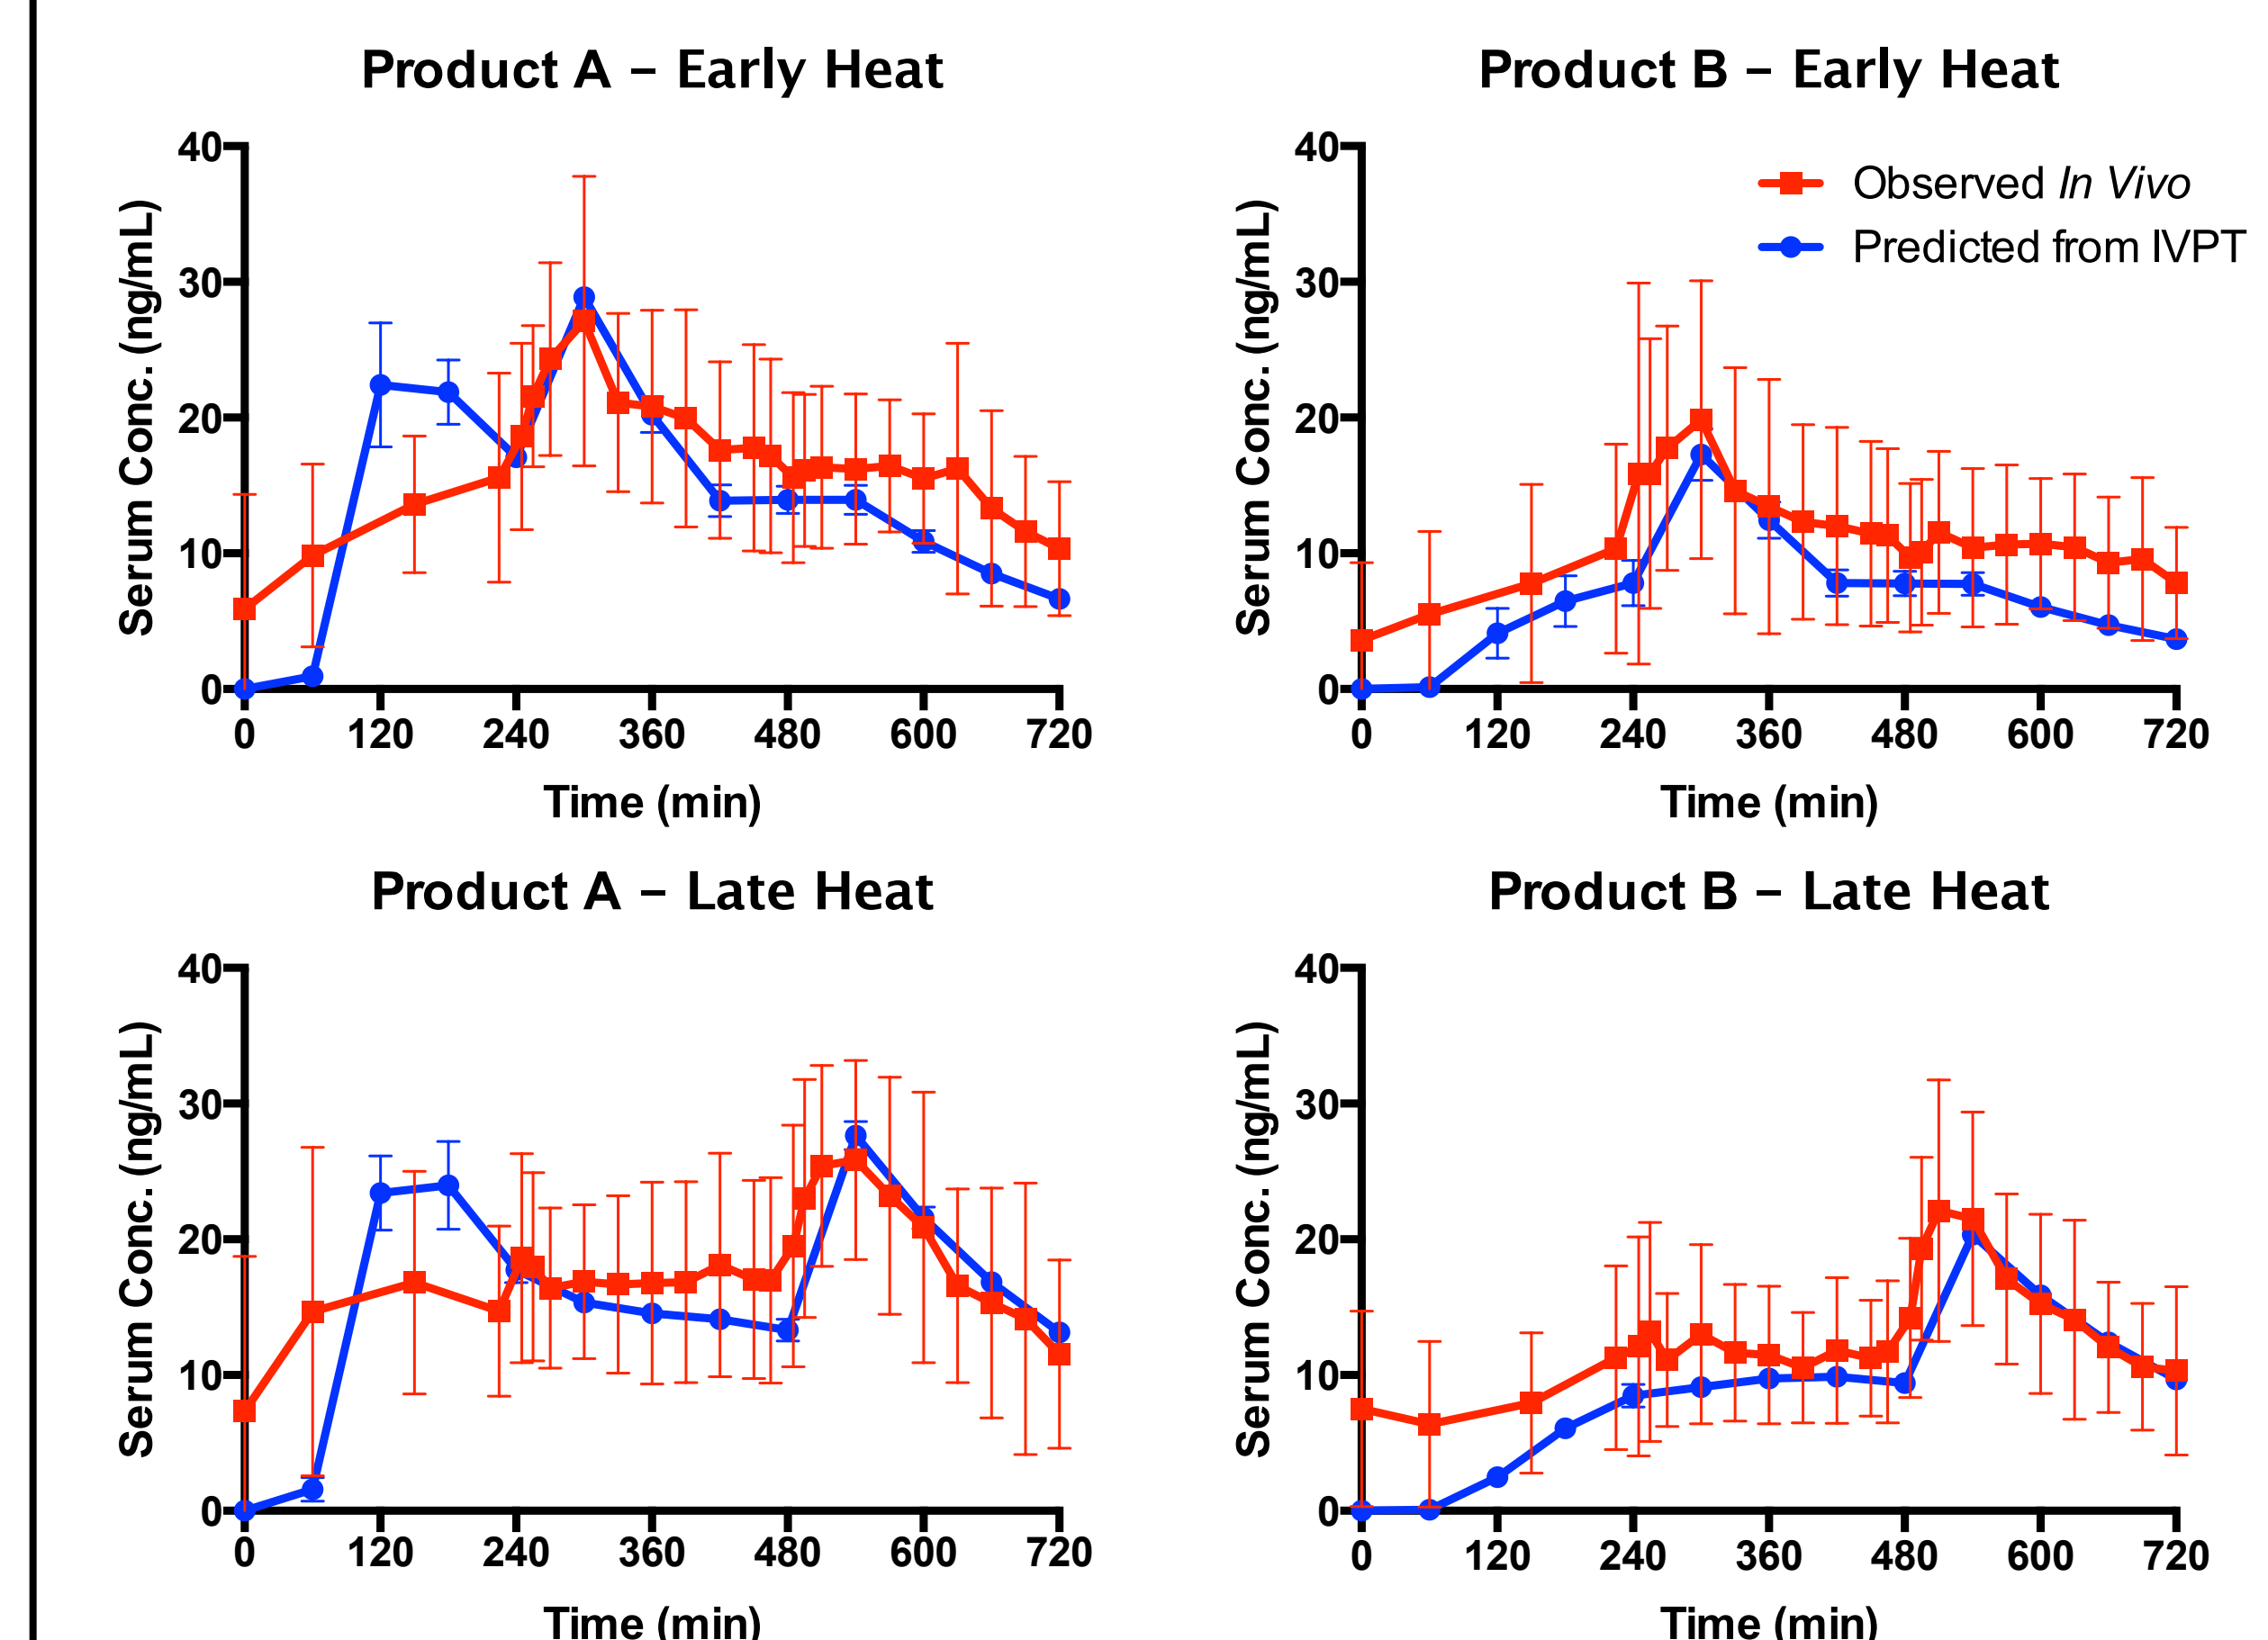 Product A – Early Heat
40
30
20
10
0
Serum Conc. (ng/mL)
0 120 240 360 480 600 720
Time (min)
Product B – Early Heat
Observed In Vivo
Predicted from IVPT
40
30
20
10
0
Serum Conc. (ng/mL)
0 120 240 360 480 600 720
Time (min)
Product A – Late Heat
40
30
20
10
0
Serum Conc. (ng/mL)
0 120 240 360 480 600 720
Time (min)
Product B – Late Heat
40
30
20
10
0
Serum Conc. (ng/mL)
0 120 240 360 480 600 720
Time (min)